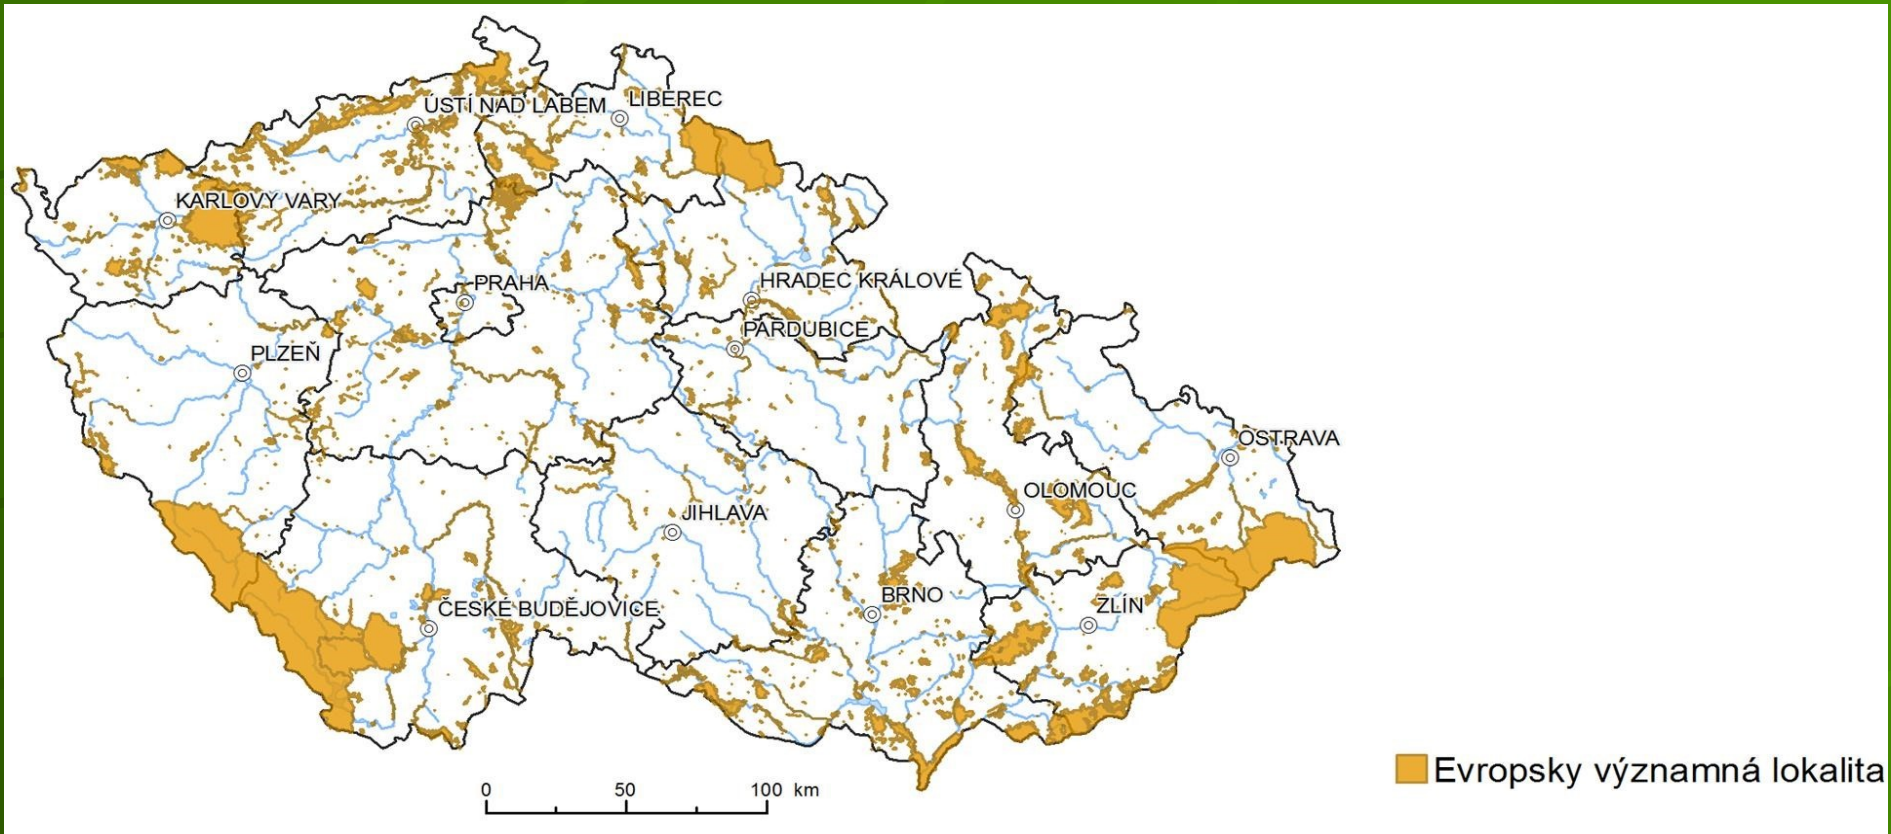 ÚSTÍ NAD LABEM
LIBEREC
KARLOVY VARY
PRAHA
HRADEC KRÁLOVÉ
PARDUBICE
PLZEŇ
OSTRAVA
OLOMOUC
JIHLAVA
BRNO
ZLÍN
ČESKÉ BUDĚJOVICE
Evropsky významná lokalita
0 50 100 km